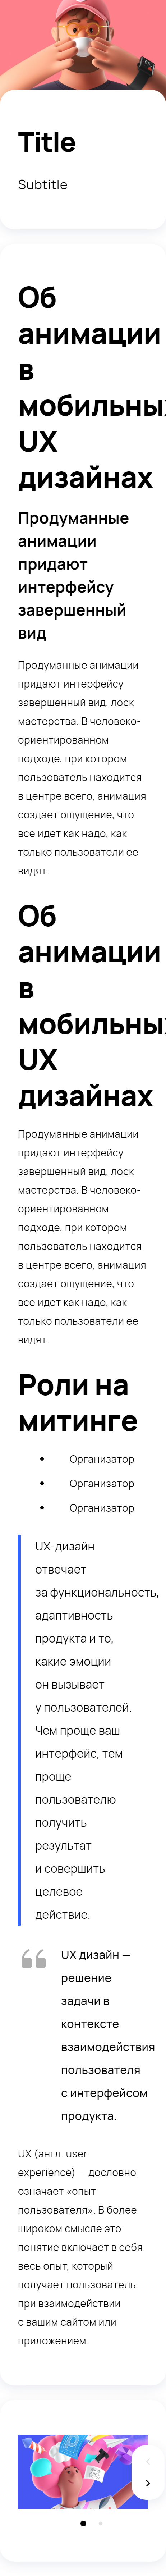 Title
Subtitle
Об
анимации
в
мобильных
UX
дизайнах
Продуманные
анимации
придают
интерфейсу
завершенный
вид
Продуманные анимации
придают интерфейсу
завершенный вид, лоск
мастерства. В человеко-
ориентированном
подходе, при котором
пользователь находится
в центре всего, анимация
создает ощущение, что
все идет как надо, как
только пользователи ее
видят.
Об
анимации
в
мобильных
UX
дизайнах
Продуманные анимации
придают интерфейсу
завершенный вид, лоск
мастерства. В человеко-
ориентированном
подходе, при котором
пользователь находится
в центре всего, анимация
создает ощущение, что
все идет как надо, как
только пользователи ее
видят.
Роли на
митинге
• Организатор
• Организатор
• Организатор
UX-дизайн
отвечает
за функциональность,
адаптивность
продукта и то,
какие эмоции
он вызывает
у пользователей.
Чем проще ваш
интерфейс, тем
проще
пользователю
получить
результат
и совершить
целевое
действие.
UX дизайн —
решение
задачи в
контексте
взаимодействия
пользователя
с интерфейсом
продукта.
UX (англ. user
experience) — дословно
означает «опыт
пользователя». В более
широком смысле это
понятие включает в себя
весь опыт, который
получает пользователь
при взаимодействии
с вашим сайтом или
приложением.